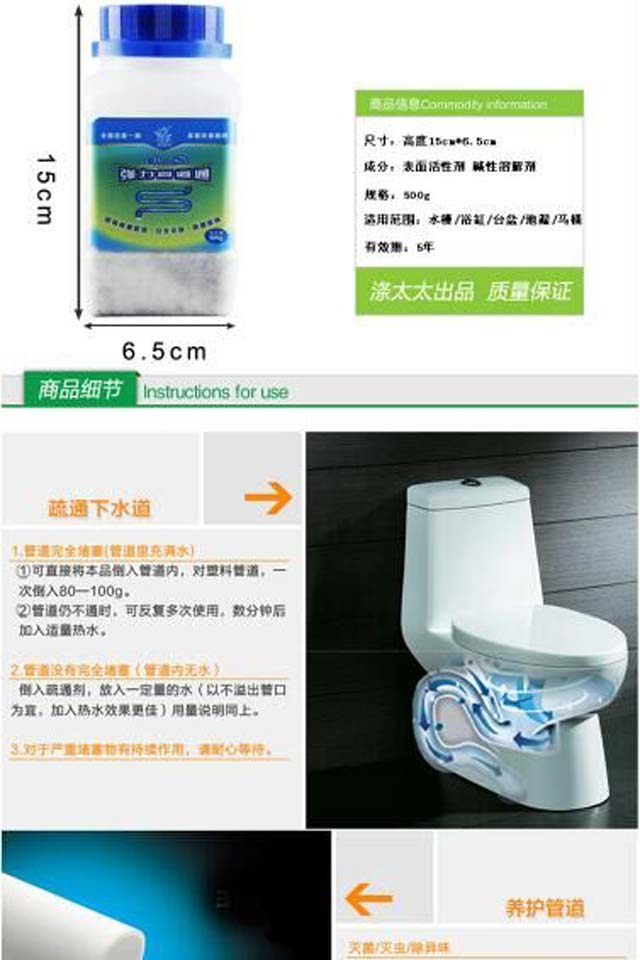 15cm
强力管道通
6.5cm
商品信息Commodity information
尺寸：高度15cm*6.5cm
成分：表面活性剂 碱性溶解剂
规格：500g
适用范围：水槽/浴缸/台盆/地漏/马桶
有效期：5年
涤太太出品 质量保证
商品细节 Instructions for use
疏通下水道
1.管道完全堵塞(管道里充满水)
①可直接将本品倒入管道内，对塑料管道，一
次倒入80—100g。
②管道仍不通时，可反复多次使用，数分钟后
加入适量热水。
2.管道没有完全堵塞（管道内无水）
倒入疏通剂，放入一定量的水（以不溢出管口
为宜，加入热水效果更佳）用量说明同上。
3.对于严重堵塞物有持续作用，请耐心等待。
养护管道
灭菌/灭虫/除异味